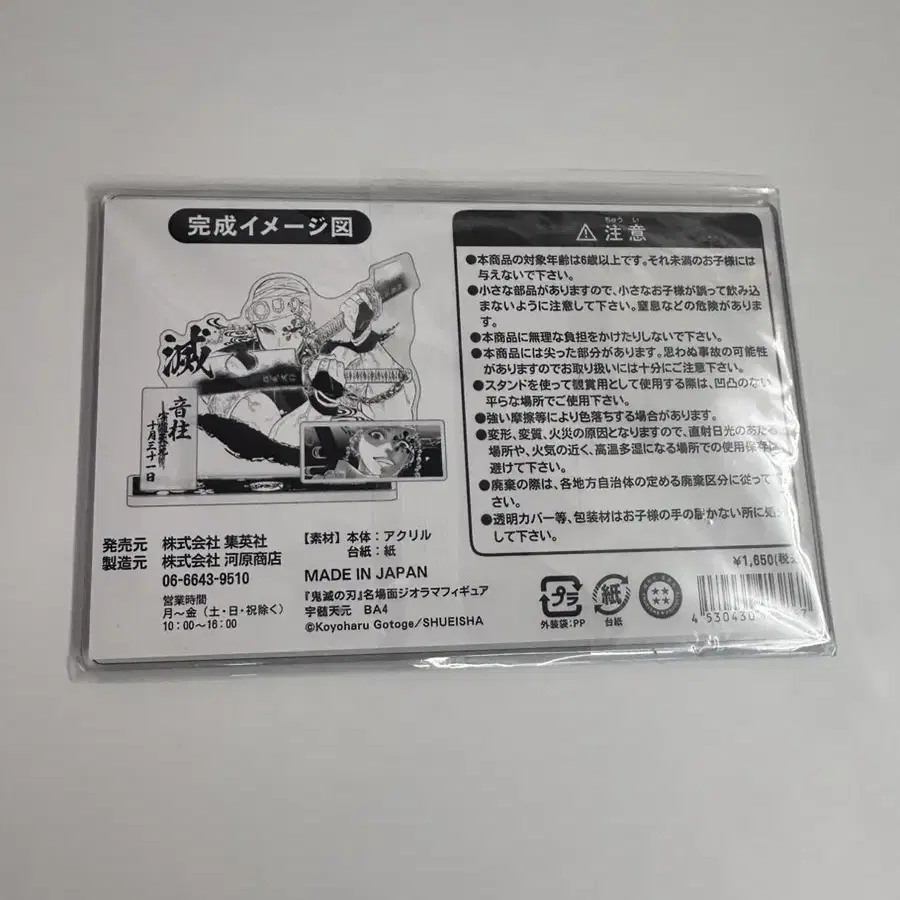 完成イメージ図
滅
音柱
十月三十一日
発売元 株式会社 集英社
製造元 株式会社 河原商店
06-6643-9510
営業時間
月～金(土・日・祝除く)
10:00～16:00
【素材】本体:アクリル
台紙:紙
MADE IN JAPAN
『鬼滅の刃』名場面ジオラマフィギュア
宇髄天元 BA4
©Koyoharu Gotoge/SHUEISHA
ちゅうい
注意
●本商品の対象年齢は6歳以上です。それ未満のお子様には
与えないで下さい。
●小さな部品がありますので、小さなお子様が誤って飲み込
まないように注意して下さい。窒息などの危険がありま
す。
●本商品に無理な負担をかけたりしないで下さい。
●本商品には尖った部分があります。思わぬ事故の可能性
がありますのでお取り扱いには十分にご注意下さい。
●スタンドを使って観賞用として使用する際は、凹凸のない
平らな場所でご使用下さい。
●強い摩擦等により色落ちする場合があります。
●変形、変質、火災の原因となりますので、直射日光のあたる
場所や、火気の近く、高温多湿になる場所での使用保存は
避けて下さい。
●廃棄の際は、各地方自治体の定める廃棄区分に従って
さい。
●透明カバー等、包装材はお子様の手の届かない所に処
して下さい。
¥1,650(税
プラ
外装袋:PP
紙
台紙
4 530430